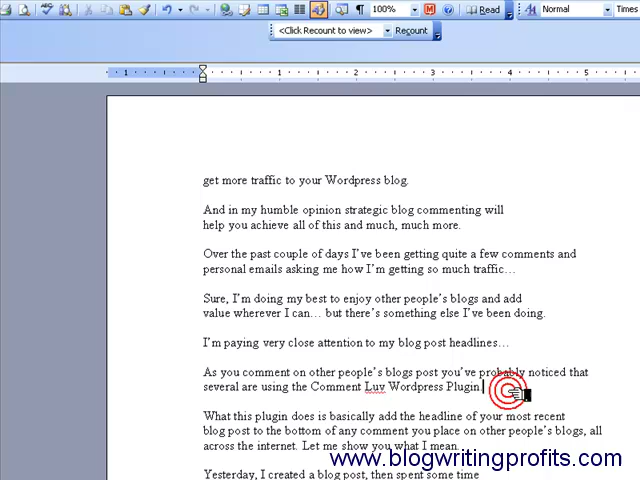 100%
Read
Normal
Times
<Click Recount to view>
Recount
1
1
2
3
4
5
get more traffic to your Wordpress blog.
And in my humble opinion strategic blog commenting will
help you achieve all of this and much, much more.
Over the past couple of days I've been getting quite a few comments and
personal emails asking me how I'm getting so much traffic…
Sure, I'm doing my best to enjoy other people's blogs and add
value wherever I can… but there's something else I've been doing.
I'm paying very close attention to my blog post headlines…
As you comment on other people's blogs post you've probably noticed that
several are using the Comment Luv Wordpress Plugin.
What this plugin does is basically add the headline of your most recent
blog post to the bottom of any comment you place on other people's blogs, all
across the internet. Let me show you what I mean.
www.blogwritingprofits.com
Yesterday, I created a blog post, then spent some time